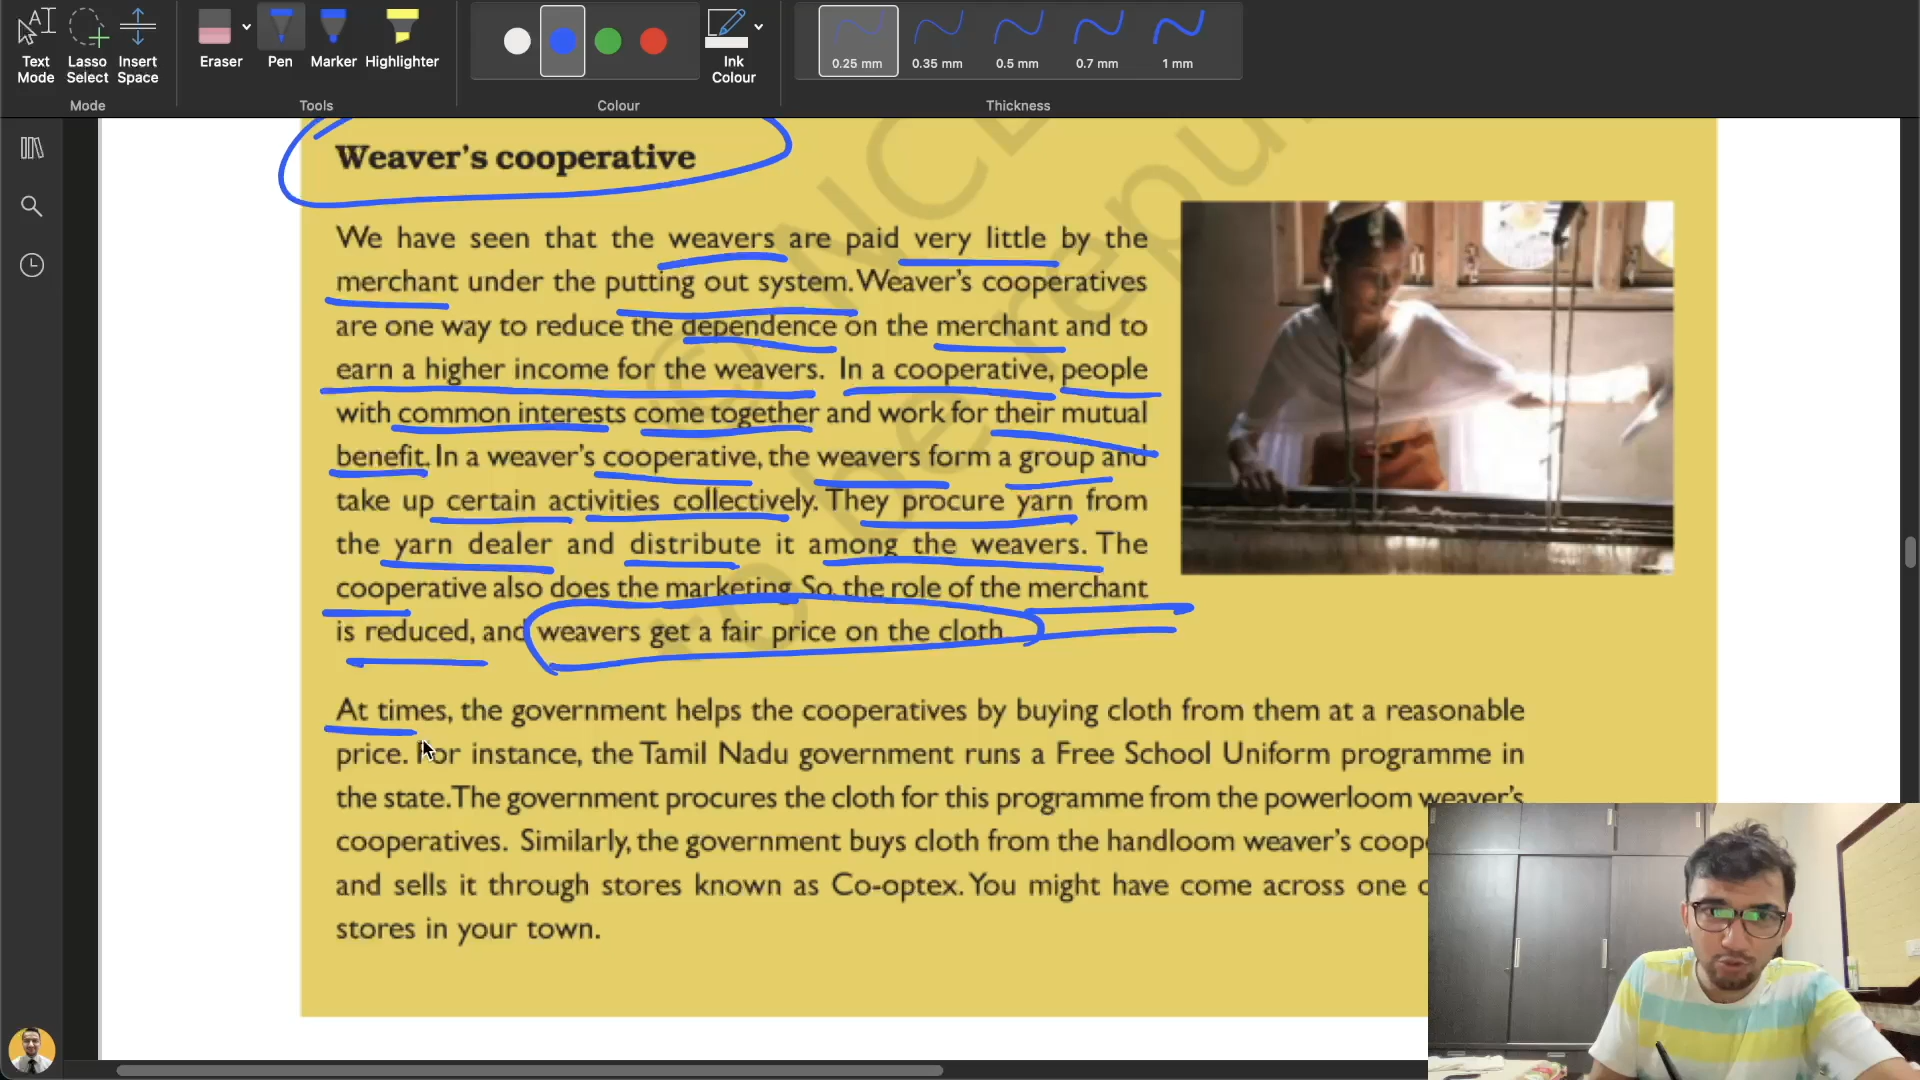 Text Mode
Lasso Select
Insert Space
Mode
Eraser
Pen
Marker
Highlighter
Tools
Colour
Ink Colour
0.25 mm
0.35 mm
0.5 mm
0.7 mm
1 mm
Thickness
Weaver's cooperative
We have seen that the weavers are paid very little by the
merchant under the putting out system. Weaver's cooperatives
are one way to reduce the dependence on the merchant and to
earn a higher income for the weavers. In a cooperative, people
with common interests come together and work for their mutual
benefit. In a weaver's cooperative, the weavers form a group and
take up certain activities collectively. They procure yarn from
the yarn dealer and distribute it among the weavers. The
cooperative also does the marketing. So, the role of the merchant
is reduced, and weavers get a fair price on the cloth.
At times, the government helps the cooperatives by buying cloth from them at a reasonable
price. For instance, the Tamil Nadu government runs a Free School Uniform programme in
the state. The government procures the cloth for this programme from the powerloom weaver's
cooperatives. Similarly, the government buys cloth from the handloom weaver's
and sells it through stores known as Co-optex. You might have come across one
stores in your town.